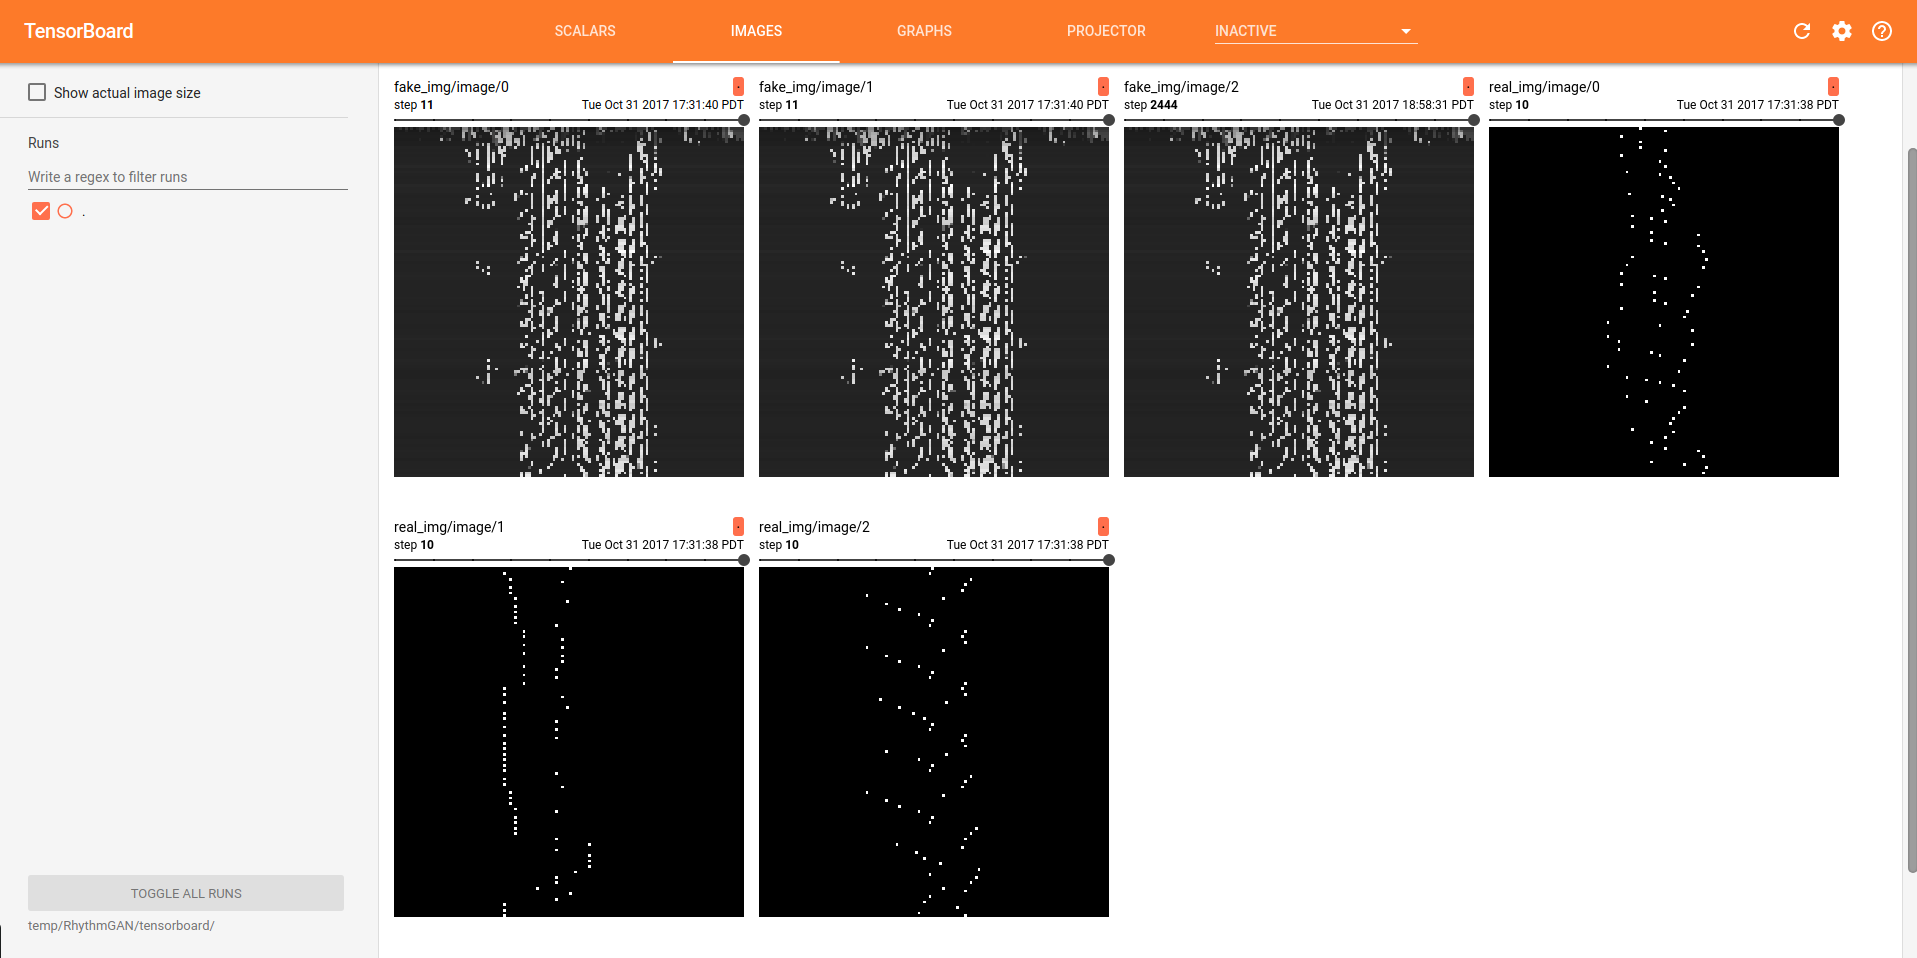 TensorBoard
SCALARS
IMAGES
GRAPHS
PROJECTOR
INACTIVE
Show actual image size
Runs
Write a regex to filter runs
.
TOGGLE ALL RUNS
temp/RhythmGAN/tensorboard/
fake_img/image/0
step 11 Tue Oct 31 2017 17:31:40 PDT
fake_img/image/1
step 11 Tue Oct 31 2017 17:31:40 PDT
fake_img/image/2
step 2444 Tue Oct 31 2017 18:58:31 PDT
real_img/image/0
step 10 Tue Oct 31 2017 17:31:38 PDT
real_img/image/1
step 10 Tue Oct 31 2017 17:31:38 PDT
real_img/image/2
step 10 Tue Oct 31 2017 17:31:38 PDT